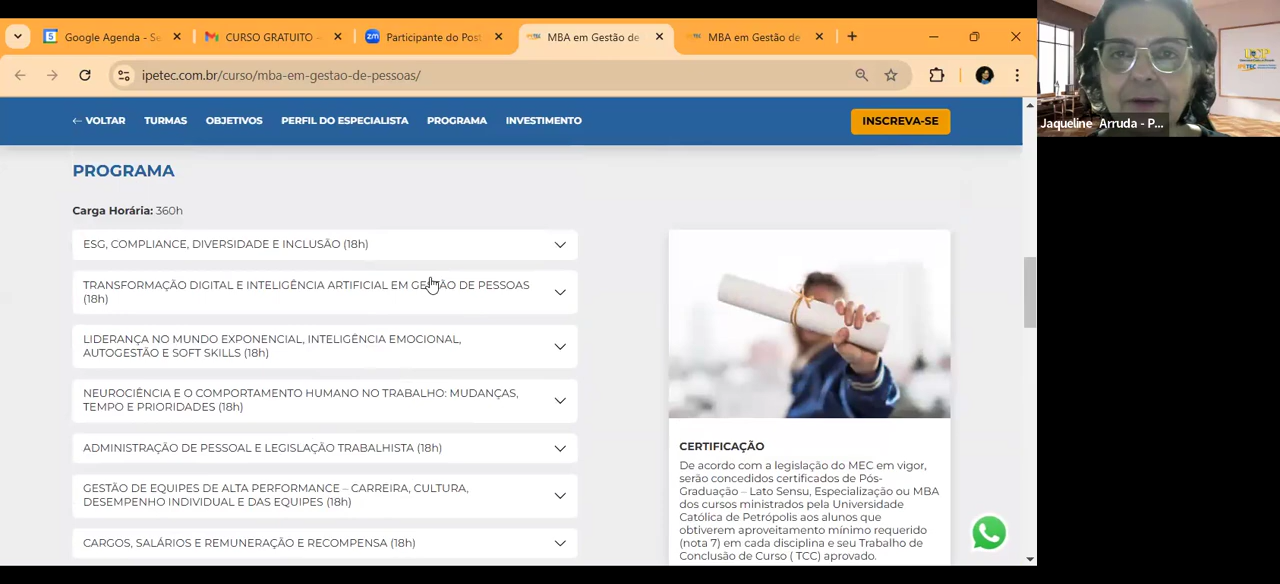 Google Agenda - Se
CURSO GRATUITO -
zm
Participante do Post
MBA em Gestão de
MBA em Gestão de
ipetec.com.br/curso/mba-em-gestao-de-pessoas/
Jaqueline Arruda - P...
← VOLTAR
TURMAS
OBJETIVOS
PERFIL DO ESPECIALISTA
PROGRAMA
INVESTIMENTO
INSCREVA-SE
PROGRAMA
Carga Horária: 360h
ESG, COMPLIANCE, DIVERSIDADE E INCLUSÃO (18h)
TRANSFORMAÇÃO DIGITAL E INTELIGÊNCIA ARTIFICIAL EM GESTÃO DE PESSOAS
(18h)
LIDERANÇA NO MUNDO EXPONENCIAL, INTELIGÊNCIA EMOCIONAL,
AUTOGESTÃO E SOFT SKILLS (18h)
NEUROCIÊNCIA E O COMPORTAMENTO HUMANO NO TRABALHO: MUDANÇAS,
TEMPO E PRIORIDADES (18h)
ADMINISTRAÇÃO DE PESSOAL E LEGISLAÇÃO TRABALHISTA (18h)
GESTÃO DE EQUIPES DE ALTA PERFORMANCE – CARREIRA, CULTURA,
DESEMPENHO INDIVIDUAL E DAS EQUIPES (18h)
CARGOS, SALÁRIOS E REMUNERAÇÃO E RECOMPENSA (18h)
CERTIFICAÇÃO
De acordo com a legislação do MEC em vigor,
serão concedidos certificados de Pós-
Graduação – Lato Sensu, Especialização ou MBA
dos cursos ministrados pela Universidade
Católica de Petrópolis aos alunos que
obtiverem aproveitamento mínimo requerido
(nota 7) em cada disciplina e seu Trabalho de
Conclusão de Curso ( TCC) aprovado.